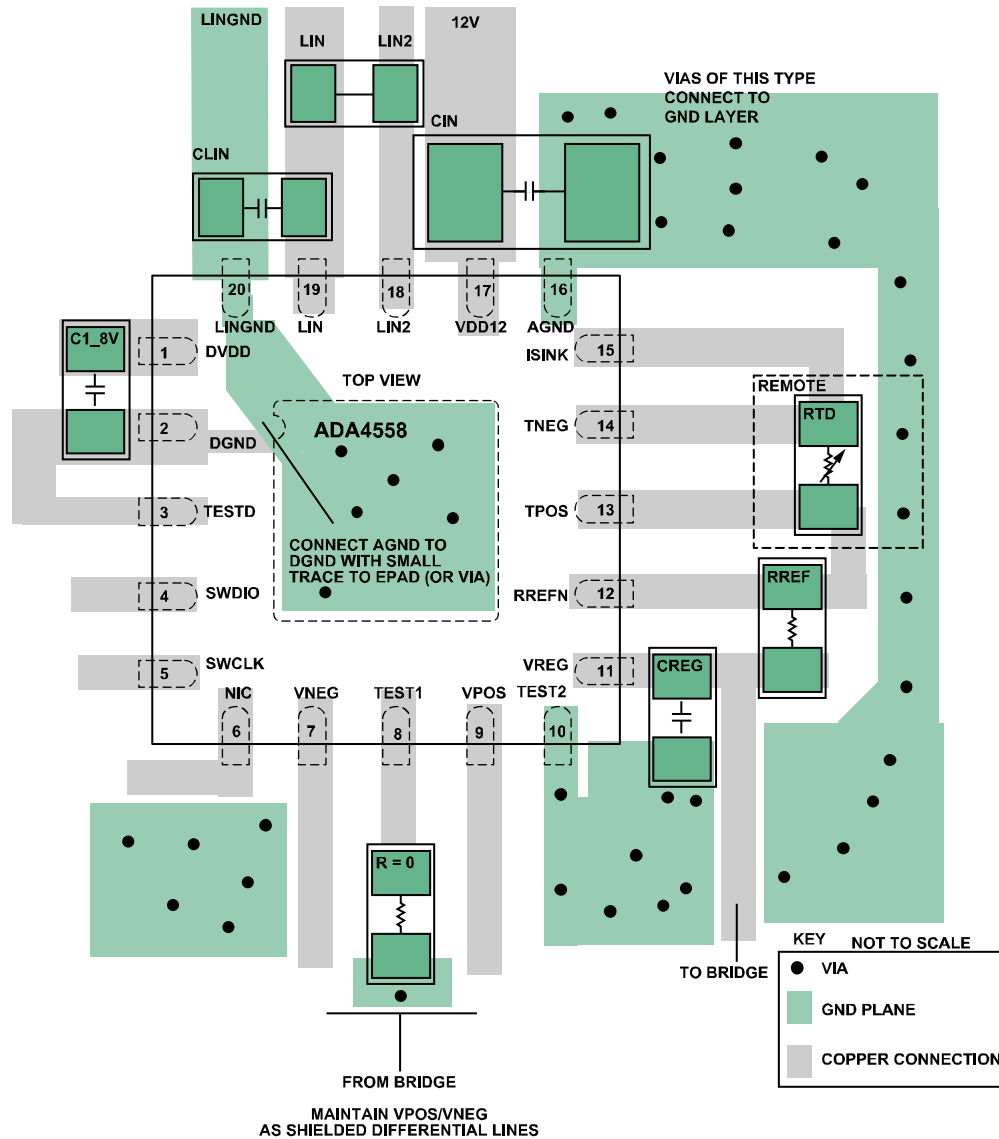 LINGND
LIN
LIN2
12V
VIAS OF THIS TYPE
CONNECT TO
GND LAYER
CIN
CLIN
20
19
18
17
16
LINGND
LIN
LIN2
VDD12
AGND
C1_8V
1
DVDD
ISINK
15
TOP VIEW
REMOTE
2
DGND
ADA4558
TNEG
14
RTD
3
TESTD
TPOS
13
CONNECT AGND TO
DGND WITH SMALL
TRACE TO EPAD (OR VIA)
4
SWDIO
RREFN
12
RREF
5
SWCLK
VREG
11
CREG
NIC
VNEG
TEST1
VPOS
TEST2
6
7
8
9
10
R = 0
TO BRIDGE
KEY
NOT TO SCALE
VIA
GND PLANE
COPPER CONNECTION
FROM BRIDGE
MAINTAIN VPOS/VNEG
AS SHIELDED DIFFERENTIAL LINES